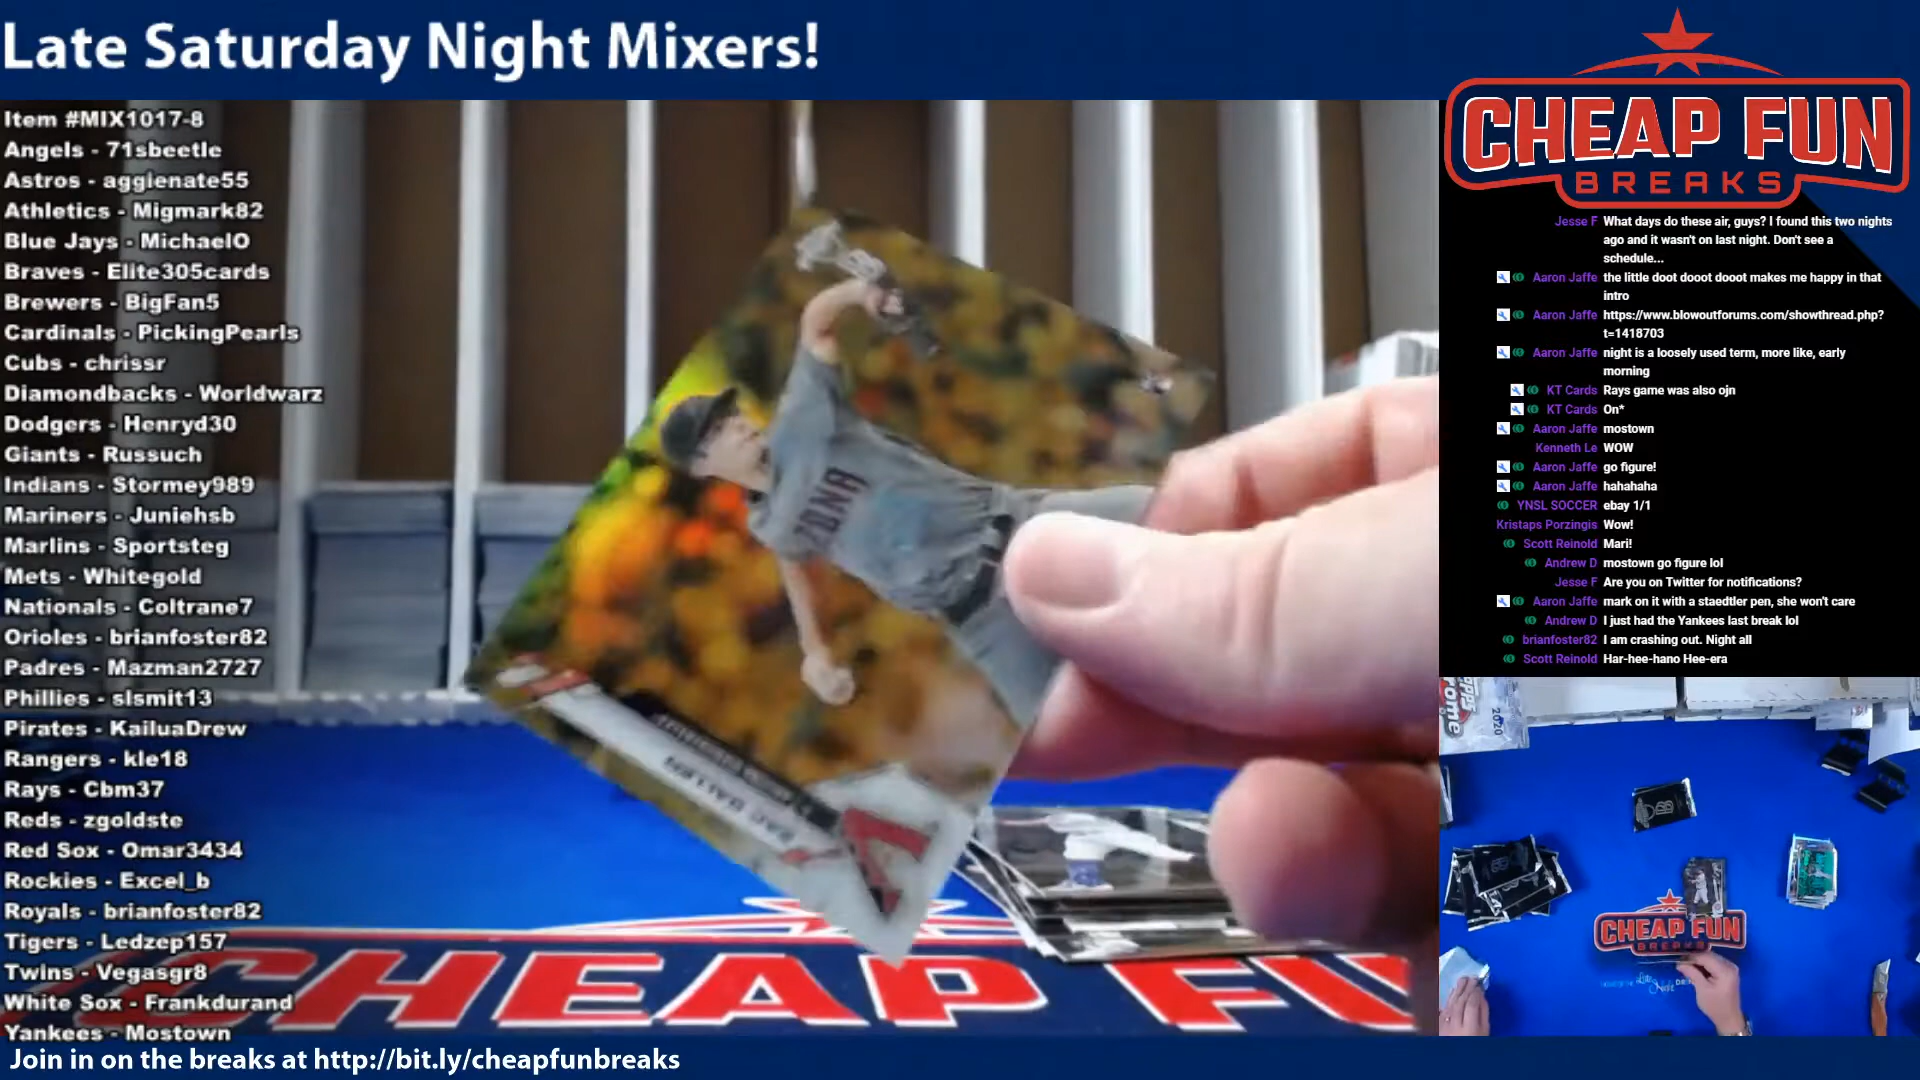 Late Saturday Night Mixers!
Item #MIX1017-8
Angels - 71sbeetle
Astros - aggienate55
Athletics - Migmark82
Blue Jays - MichaelO
Braves - Elite305cards
Brewers - BigFan5
Cardinals - PickingPearls
Cubs - chrissr
Diamondbacks - Worldwarz
Dodgers - Henryd30
Giants - Russuch
Indians - Stormey989
Mariners - Juniehsb
Marlins - Sportsteg
Mets - Whitegold
Nationals - Coltrane7
Orioles - brianfoster82
Padres - Mazman2727
Phillies - slsmit13
Pirates - KailuaDrew
Rangers - kle18
Rays - Cbm37
Reds - zgoldste
Red Sox - Omar3434
Rockies - Excel_b
Royals - brianfoster82
Tigers - Ledzep157
Twins - Vegasgr8
White Sox - Frankdurand
Yankees - Mostown
ZONA
ZAC GALLEN
CHEAP FU
Join in on the breaks at http://bit.ly/cheapfunbreaks
CHEAP FUN
BREAKS
Jesse F What days do these air, guys? I found this two nights
ago and it wasn't on last night. Don't see a
schedule...
Aaron Jaffe the little doot dooot dooot makes me happy in that
intro
Aaron Jaffe https://www.blowoutforums.com/showthread.php?
t=1418703
Aaron Jaffe night is a loosely used term, more like, early
morning
KT Cards Rays game was also ojn
KT Cards On*
Aaron Jaffe mostown
Kenneth Le WOW
Aaron Jaffe go figure!
Aaron Jaffe hahahaha
YNSL SOCCER ebay 1/1
Kristaps Porzingis Wow!
Scott Reinold Mari!
Andrew D mostown go figure lol
Jesse F Are you on Twitter for notifications?
Aaron Jaffe mark on it with a staedtler pen, she won't care
Andrew D I just had the Yankees last break lol
brianfoster82 I am crashing out. Night all
Scott Reinold Har-hee-hano Hee-era
2020
CHEAP FUN
BREAKS